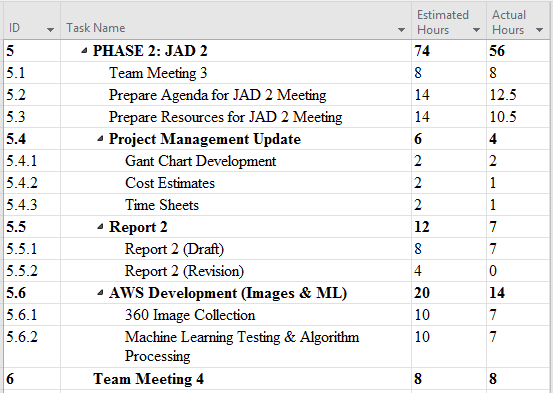 ID Task Name Estimated Hours Actual Hours
5 PHASE 2: JAD 2 74 56
5.1 Team Meeting 3 8 8
5.2 Prepare Agenda for JAD 2 Meeting 14 12.5
5.3 Prepare Resources for JAD 2 Meeting 14 10.5
5.4 Project Management Update 6 4
5.4.1 Gant Chart Development 2 2
5.4.2 Cost Estimates 2 1
5.4.3 Time Sheets 2 1
5.5 Report 2 12 7
5.5.1 Report 2 (Draft) 8 7
5.5.2 Report 2 (Revision) 4 0
5.6 AWS Development (Images & ML) 20 14
5.6.1 360 Image Collection 10 7
5.6.2 Machine Learning Testing & Algorithm 10 7
Processing
6 Team Meeting 4 8 8